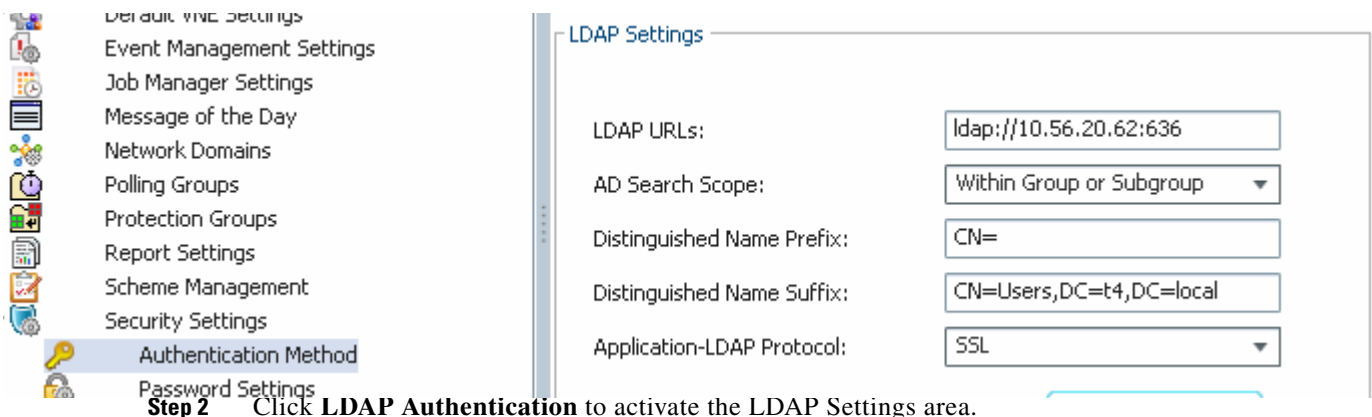 Default VNE Settings
Event Management Settings
Job Manager Settings
Message of the Day
Network Domains
Polling Groups
Protection Groups
Report Settings
Scheme Management
Security Settings
Authentication Method
Password Settings
LDAP Settings
LDAP URLs: ldap://10.56.20.62:636
AD Search Scope: Within Group or Subgroup
Distinguished Name Prefix: CN=
Distinguished Name Suffix: CN=Users,DC=t4,DC=local
Application-LDAP Protocol: SSL
Step 2 Click LDAP Authentication to activate the LDAP Settings area.